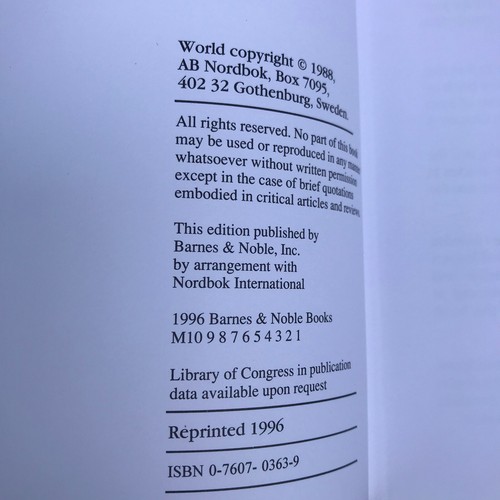 World copyright © 1988,
AB Nordbok, Box 7095,
402 32 Gothenburg, Sweden.
All rights reserved. No part of this book
may be used or reproduced in any manner
whatsoever without written permission
except in the case of brief quotations
embodied in critical articles and reviews.
This edition published by
Barnes & Noble, Inc.
by arrangement with
Nordbok International
1996 Barnes & Noble Books
M10 9 8 7 6 5 4 3 2 1
Library of Congress in publication
data available upon request
Reprinted 1996
ISBN 0-7607-0363-9